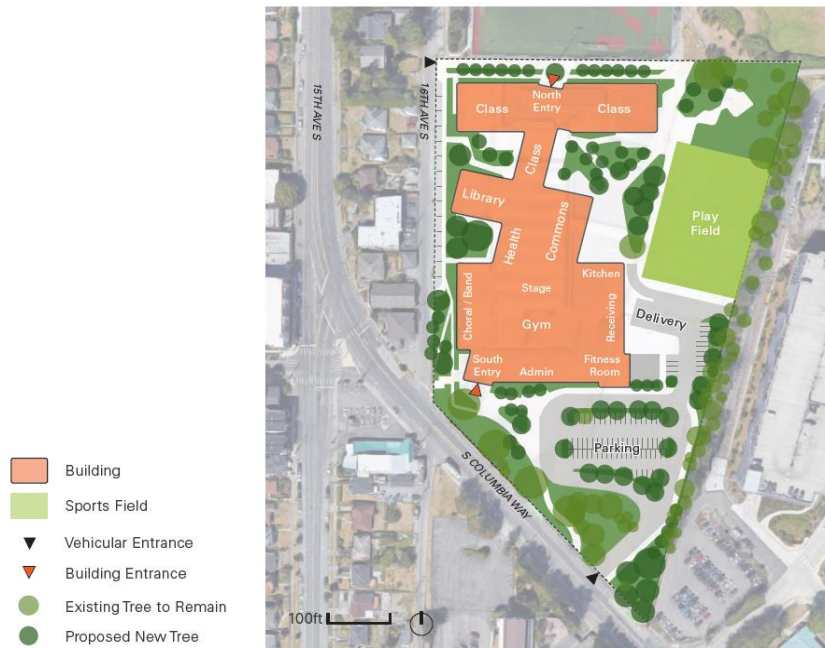 15TH AVE S
16TH AVE S
North
Entry
Class
Class
Class
Library
Health
Commons
Play
Field
Choral / Band
Stage
Kitchen
Gym
Receiving
Delivery
South
Entry
Admin
Fitness
Room
Parking
S COLUMBIA WAY
Building
Sports Field
Vehicular Entrance
Building Entrance
Existing Tree to Remain
Proposed New Tree
100ft